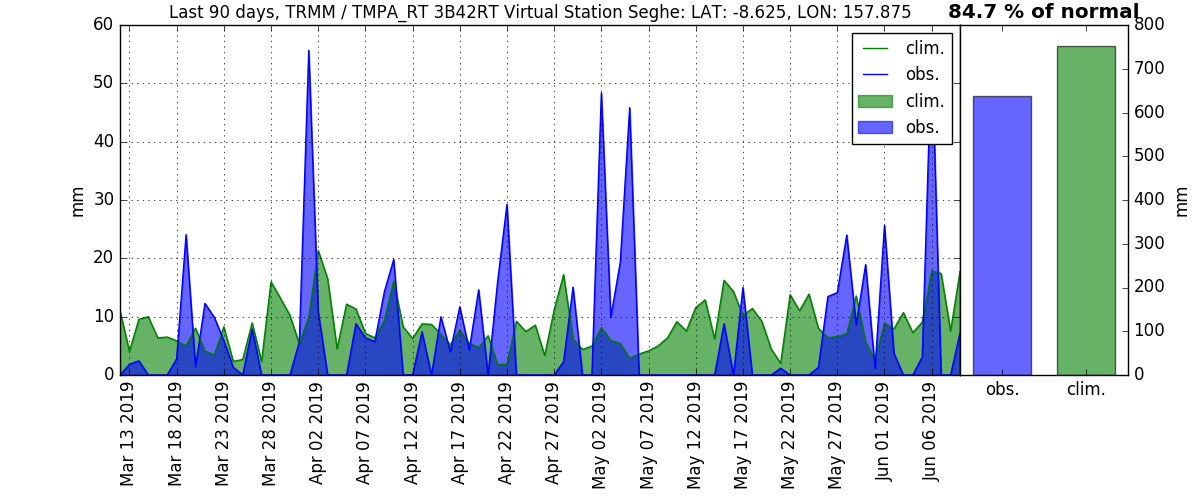 Last 90 days, TRMM / TMPA_RT 3B42RT Virtual Station Seghe: LAT: -8.625, LON: 157.875
84.7 % of normal
60
50
40
30
20
10
0
mm
clim.
obs.
clim.
obs.
Mar 13 2019
Mar 18 2019
Mar 23 2019
Mar 28 2019
Apr 02 2019
Apr 07 2019
Apr 12 2019
Apr 17 2019
Apr 22 2019
Apr 27 2019
May 02 2019
May 07 2019
May 12 2019
May 17 2019
May 22 2019
May 27 2019
Jun 01 2019
Jun 06 2019
obs.
clim.
800
700
600
500
400
300
200
100
0
mm